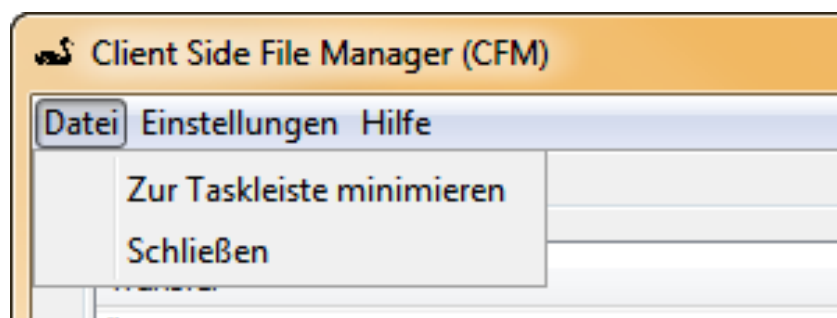 Client Side File Manager (CFM)
Datei Einstellungen Hilfe
Zur Taskleiste minimieren
Schließen